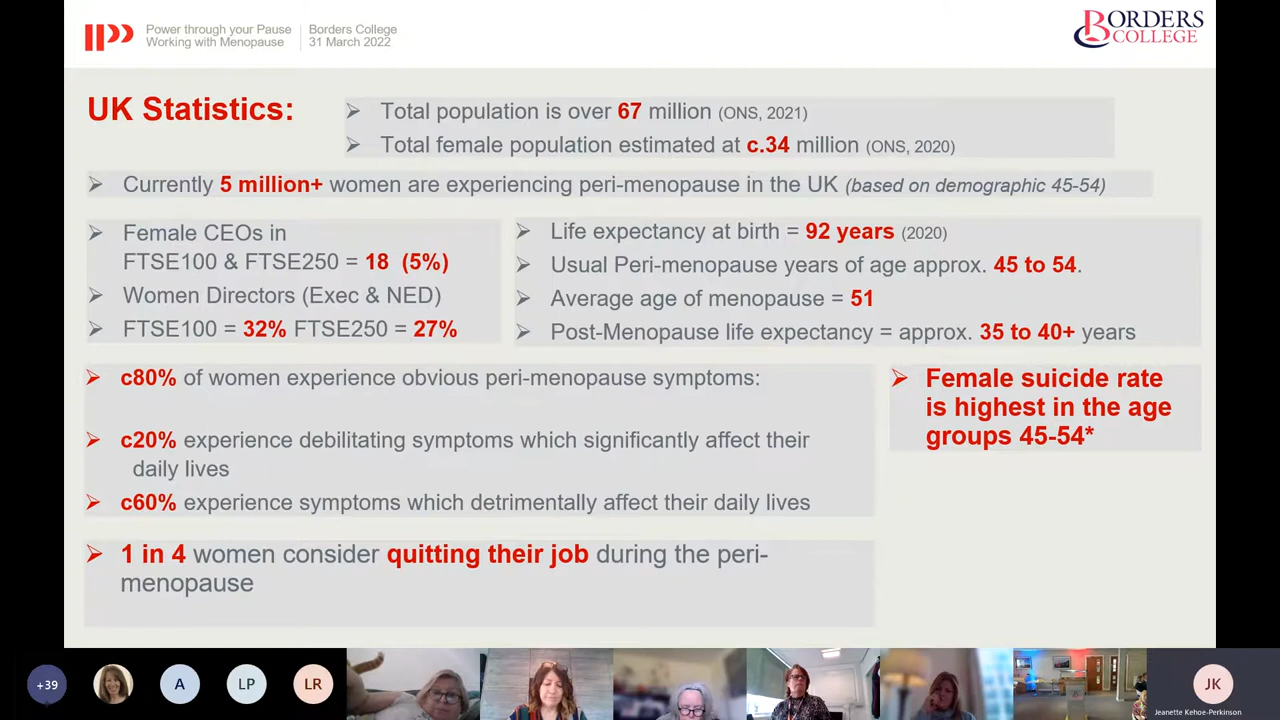 Power through your Pause
Working with Menopause
Borders College
31 March 2022
BORDERS
COLLEGE
UK Statistics:
Total population is over 67 million (ONS, 2021)
Total female population estimated at c.34 million (ONS, 2020)
Currently 5 million+ women are experiencing peri-menopause in the UK (based on demographic 45-54)
Female CEOs in
FTSE100 & FTSE250 = 18 (5%)
Women Directors (Exec & NED)
FTSE100 = 32% FTSE250 = 27%
Life expectancy at birth = 92 years (2020)
Usual Peri-menopause years of age approx. 45 to 54.
Average age of menopause = 51
Post-Menopause life expectancy = approx. 35 to 40+ years
c80% of women experience obvious peri-menopause symptoms:
c20% experience debilitating symptoms which significantly affect their
daily lives
c60% experience symptoms which detrimentally affect their daily lives
Female suicide rate
is highest in the age
groups 45-54*
1 in 4 women consider quitting their job during the peri-
menopause
+39
A
LP
LR
JK
Jeanette Kehoe-Perkinson